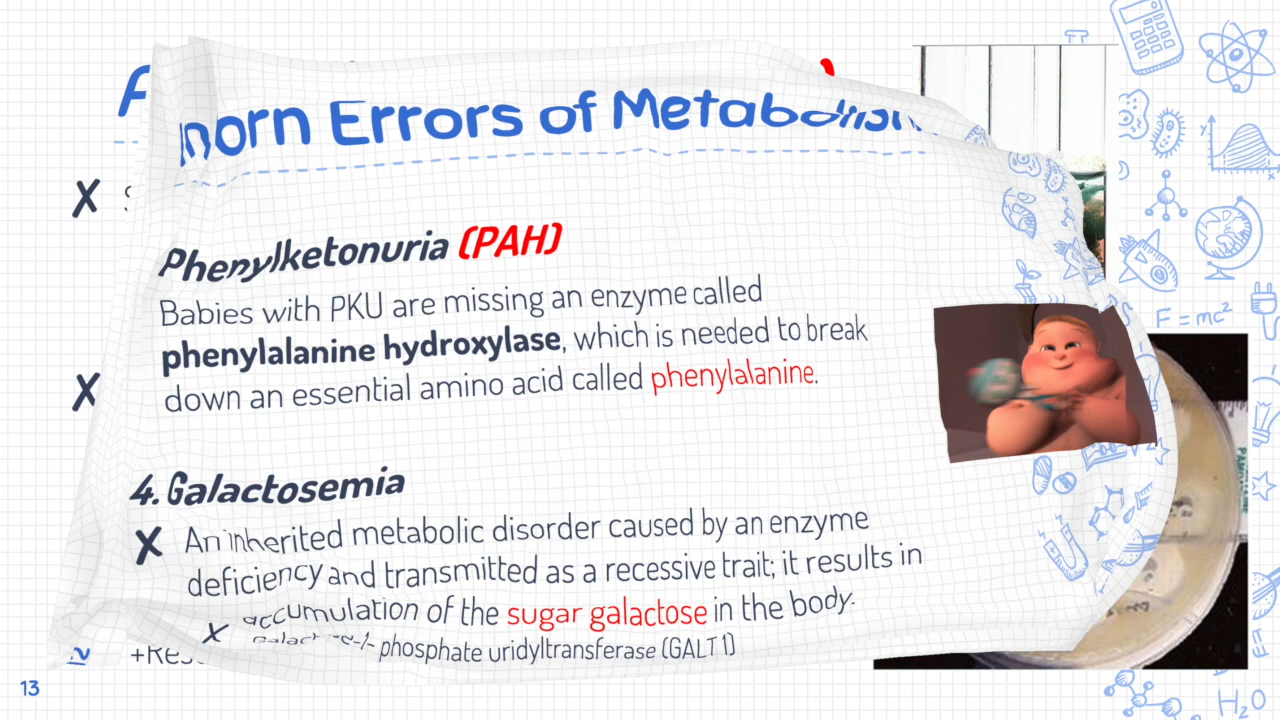 Errors of Metabolism
Phenylketonuria (PAH)
Babies with PKU are missing an enzyme called
phenylalanine hydroxylase, which is needed to break
down an essential amino acid called phenylalanine.
4. Galactosemia
✗ An inherited metabolic disorder caused by an enzyme
deficiency and transmitted as a recessive trait; it results in
accumulation of the sugar galactose in the body.
✗ phosphate uridyltransferase (GALT 1)
13
F = mc²
H₂O